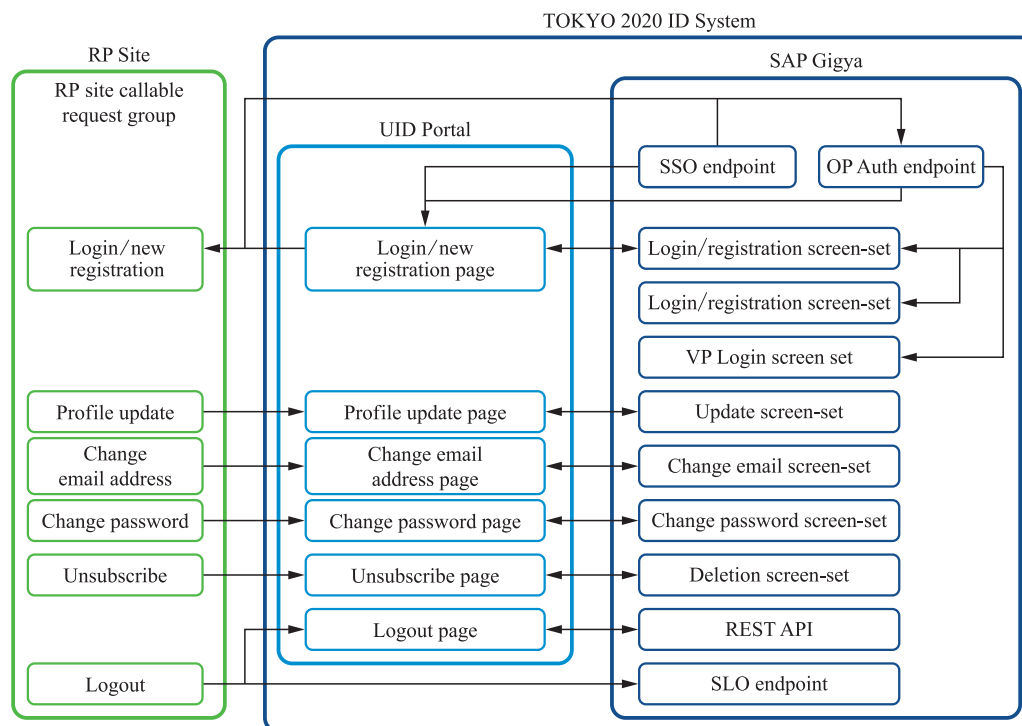 TOKYO 2020 ID System
RP Site
SAP Gigya
RP site callable
request group
UID Portal
SSO endpoint
OP Auth endpoint
Login/new
registration
Login/new
registration page
Login/registration screen-set
Login/registration screen-set
VP Login screen set
Profile update
Profile update page
Update screen-set
Change
email address
Change email
address page
Change email screen-set
Change password
Change password page
Change password screen-set
Unsubscribe
Unsubscribe page
Deletion screen-set
Logout page
REST API
Logout
SLO endpoint